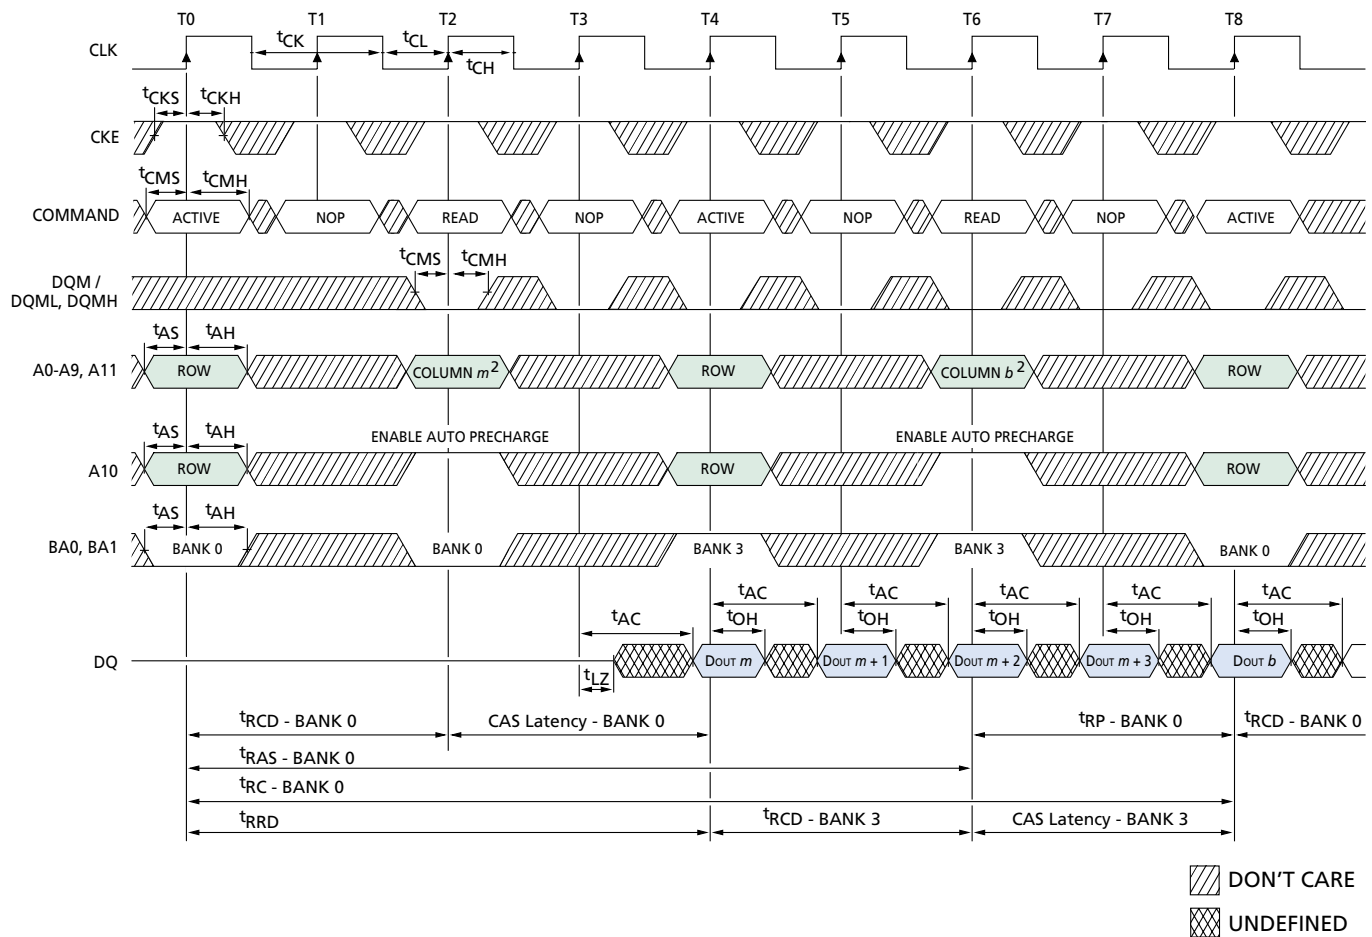 T0 T1 T2 T3 T4 T5 T6 T7 T8
CLK
tCK tCL
tCH
tCKS tCKH
CKE
tCMS tCMH
COMMAND ACTIVE NOP READ NOP ACTIVE NOP READ NOP ACTIVE
tCMS tCMH
DQM /
DQML, DQMH
tAS tAH
A0-A9, A11 ROW COLUMN m2 ROW COLUMN b2 ROW
ENABLE AUTO PRECHARGE ENABLE AUTO PRECHARGE
tAS tAH
A10 ROW ROW ROW
tAS tAH
BA0, BA1 BANK 0 BANK 0 BANK 3 BANK 3 BANK 0
tAC tAC tAC tAC tAC
tAC tOH tOH tOH tOH tOH
DQ DOUT m DOUT m + 1 DOUT m + 2 DOUT m + 3 DOUT b
tLZ
tRCD - BANK 0 CAS Latency - BANK 0 tRP - BANK 0 tRCD - BANK 0
tRAS - BANK 0
tRC - BANK 0
tRRD tRCD - BANK 3 CAS Latency - BANK 3
DON'T CARE
UNDEFINED